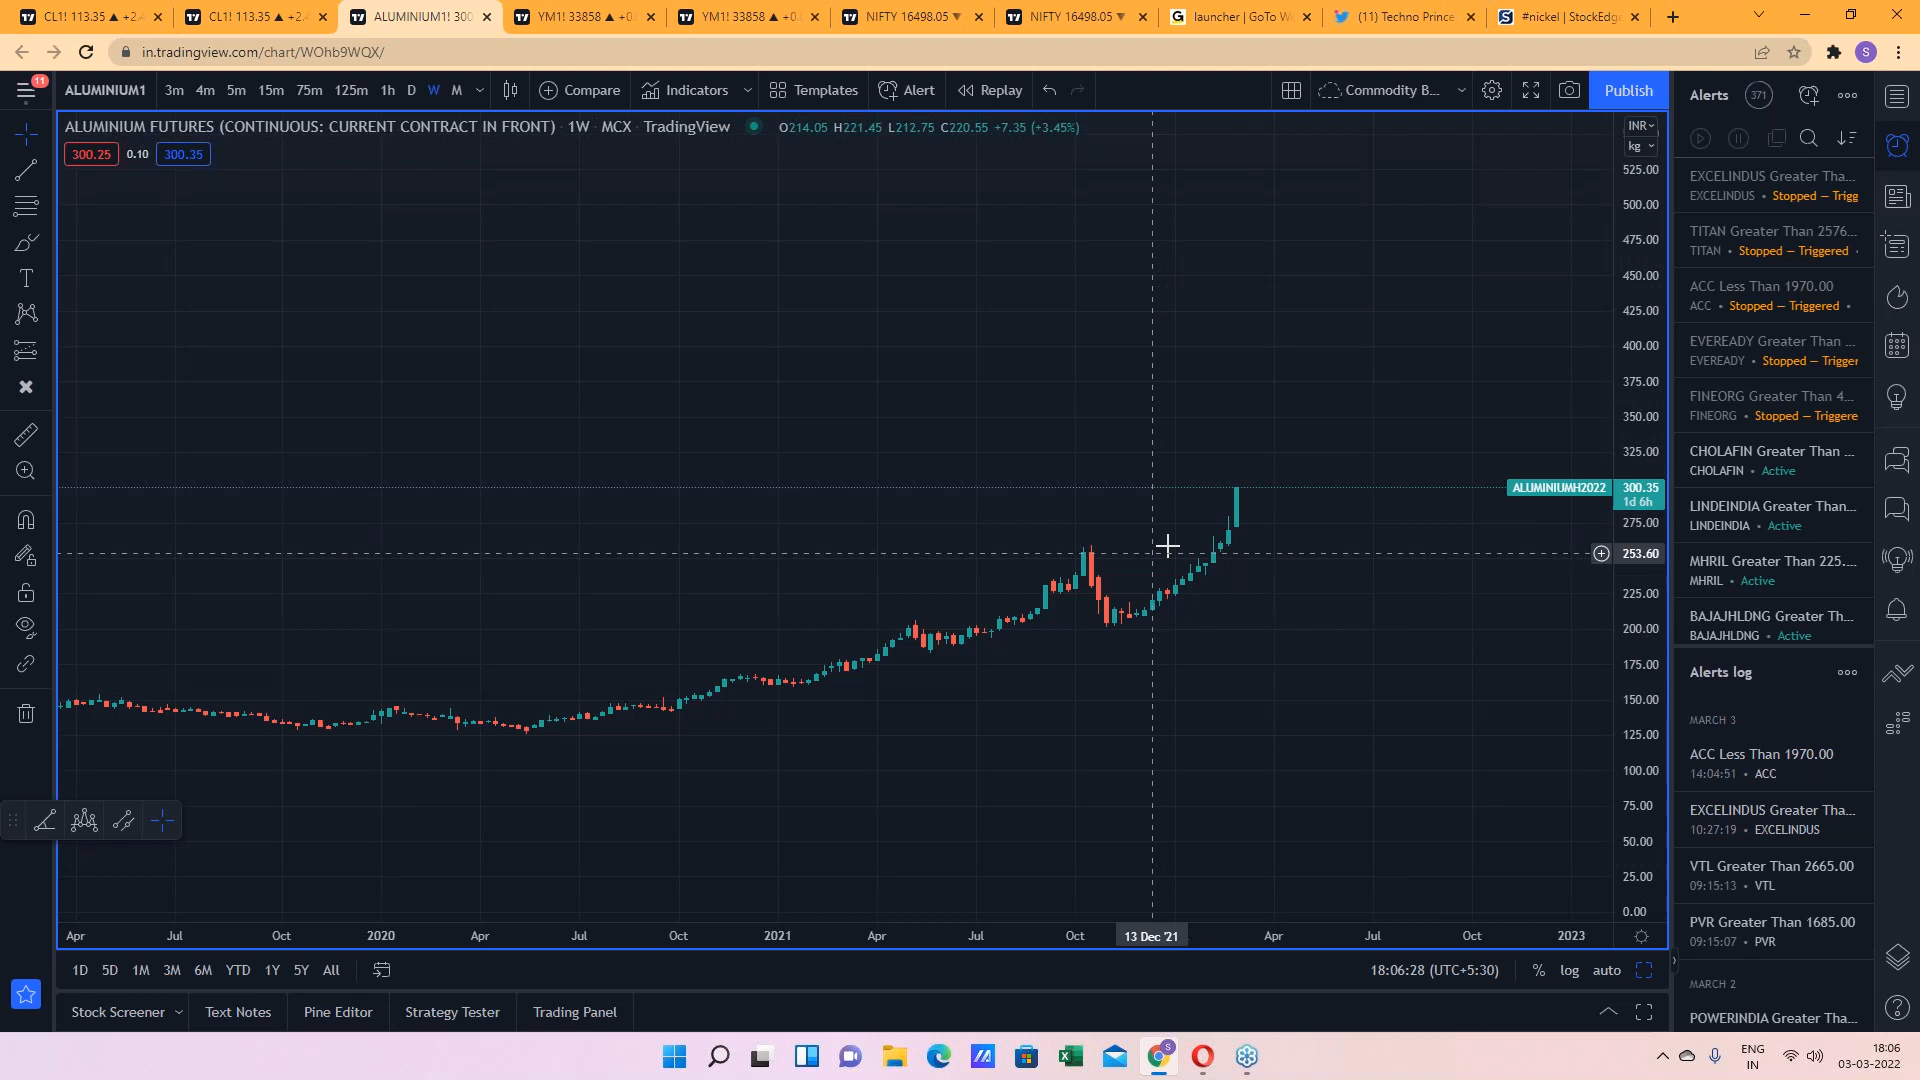 CL1! 113.35 ▲ +2.4
CL1! 113.35 ▲ +2.4
ALUMINIUM1! 300
YM1! 33858 ▲ +0.
YM1! 33858 ▲ +0.
NIFTY 16498.05 ▼
NIFTY 16498.05 ▼
launcher | GoTo W
(11) Techno Prince
#nickel | StockEdge
in.tradingview.com/chart/WOhb9WQX/
S
11
ALUMINIUM1
3m 4m 5m 15m 75m 125m 1h D W M
Compare
Indicators
Templates
Alert
Replay
Commodity B...
Publish
ALUMINIUM FUTURES (CONTINUOUS: CURRENT CONTRACT IN FRONT) · 1W · MCX · TradingView
O214.05 H221.45 L212.75 C220.55 +7.35 (+3.45%)
300.25 0.10 300.35
INR
kg
525.00
500.00
475.00
450.00
425.00
400.00
375.00
350.00
325.00
ALUMINIUMH2022 300.35
1d 6h
275.00
253.60
225.00
200.00
175.00
150.00
125.00
100.00
75.00
50.00
25.00
0.00
Apr Jul Oct 2020 Apr Jul Oct 2021 Apr Jul Oct 13 Dec '21 Apr Jul Oct 2023
1D 5D 1M 3M 6M YTD 1Y 5Y All
18:06:28 (UTC+5:30) % log auto
Stock Screener Text Notes Pine Editor Strategy Tester Trading Panel
Alerts 371
EXCELINDUS Greater Tha...
EXCELINDUS • Stopped — Trigg
TITAN Greater Than 2576...
TITAN • Stopped — Triggered •
ACC Less Than 1970.00
ACC • Stopped — Triggered •
EVEREADY Greater Than ...
EVEREADY • Stopped — Trigger
FINEORG Greater Than 4...
FINEORG • Stopped — Triggere
CHOLAFIN Greater Than ...
CHOLAFIN • Active
LINDEINDIA Greater Than...
LINDEINDIA • Active
MHRIL Greater Than 225....
MHRIL • Active
BAJAJHLDNG Greater Th...
BAJAJHLDNG • Active
Alerts log
MARCH 3
ACC Less Than 1970.00
14:04:51 • ACC
EXCELINDUS Greater Tha...
10:27:19 • EXCELINDUS
VTL Greater Than 2665.00
09:15:13 • VTL
PVR Greater Than 1685.00
09:15:07 • PVR
MARCH 2
POWERINDIA Greater Tha...
ENG
IN
18:06
03-03-2022